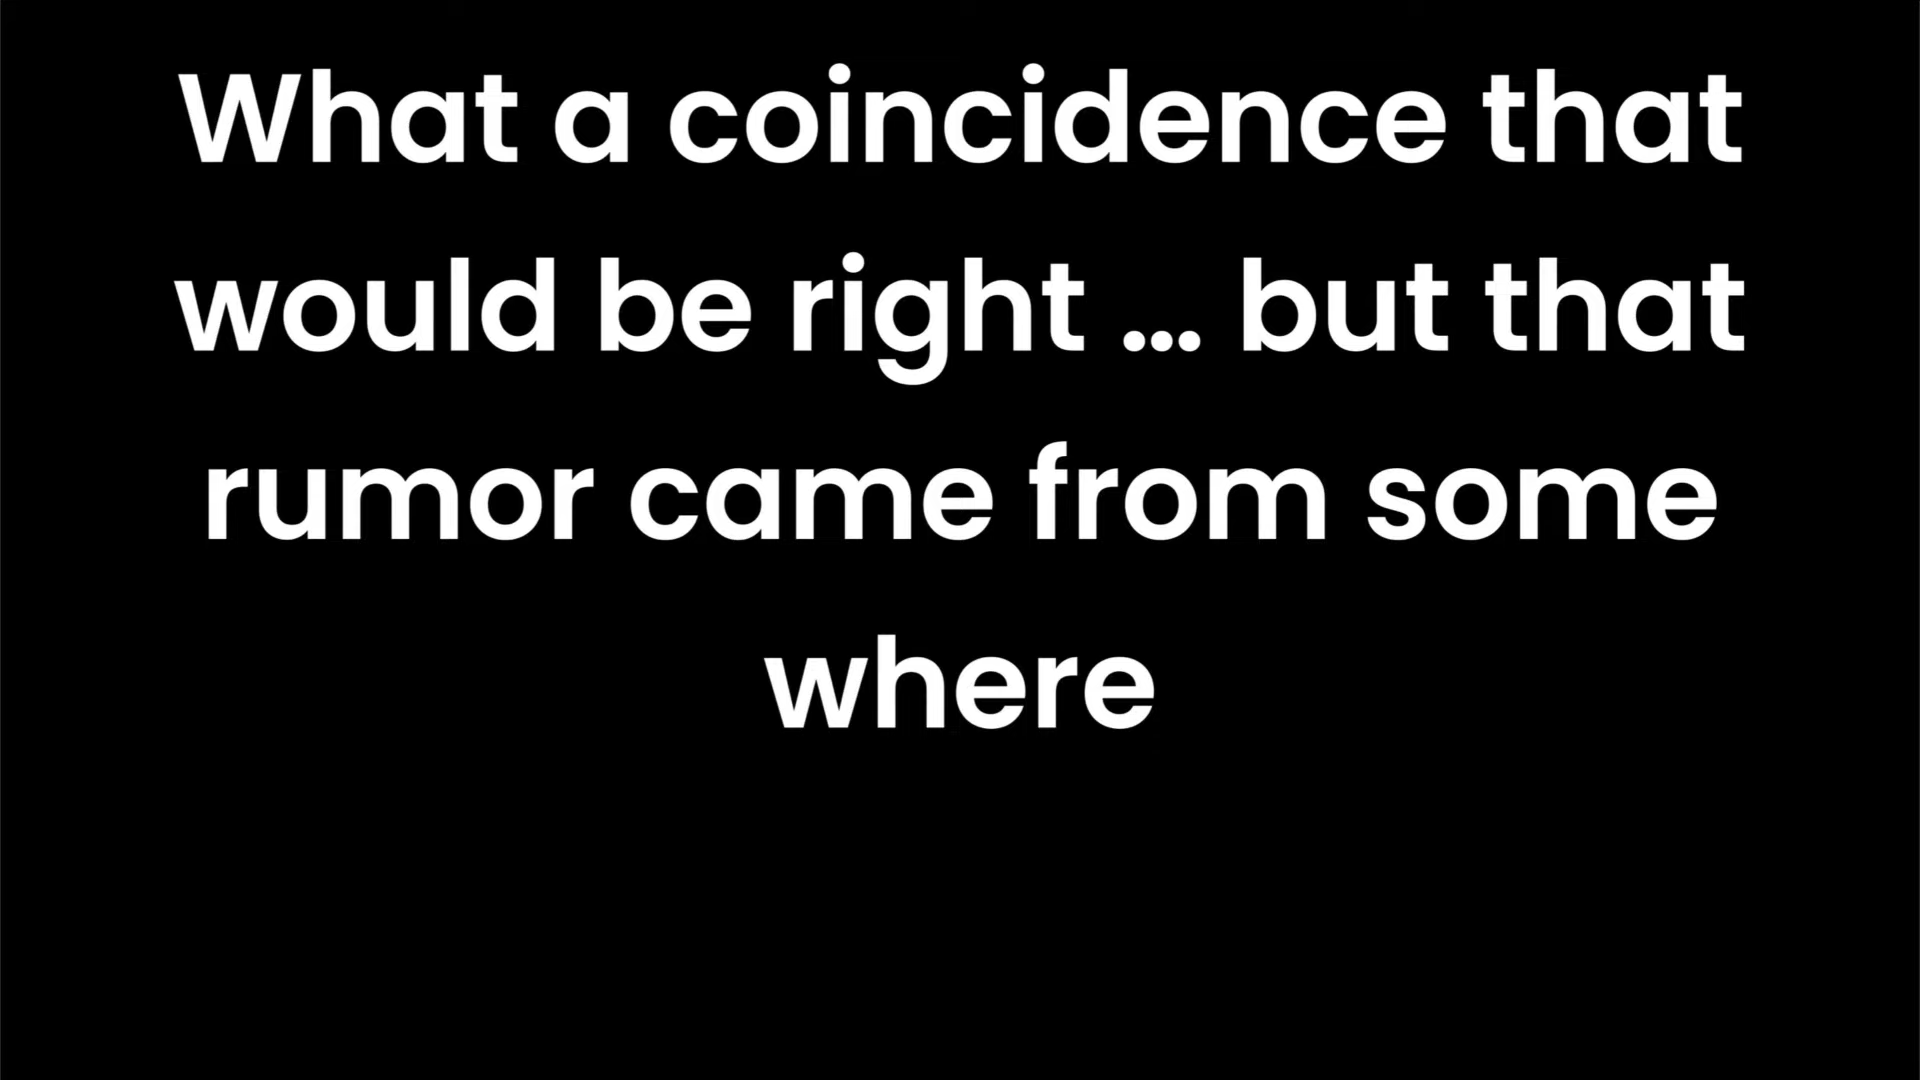 What a coincidence that
would be right ... but that
rumor came from some
where